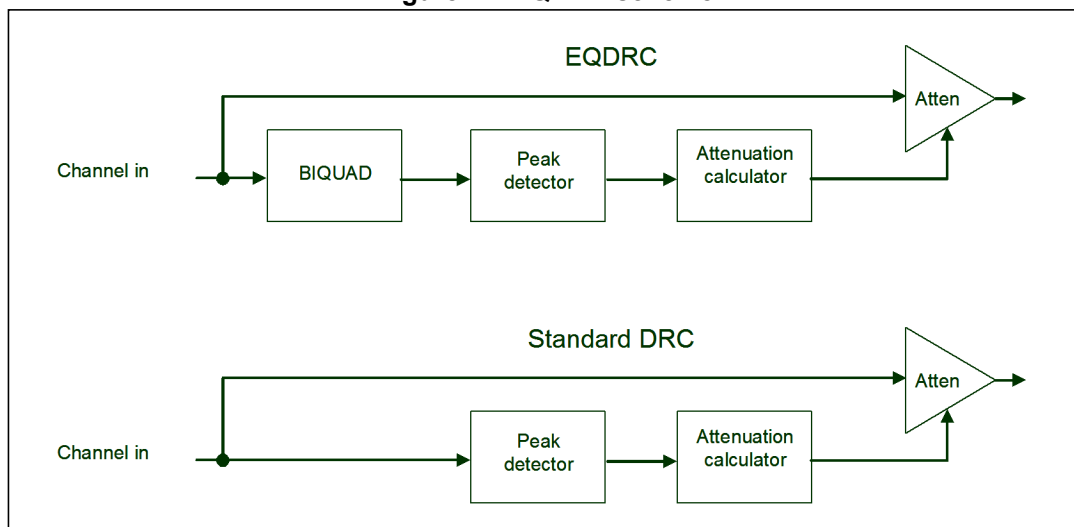 EQDRC
Atten
Channel in
BIQUAD
Peak
detector
Attenuation
calculator
Standard DRC
Atten
Channel in
Peak
detector
Attenuation
calculator